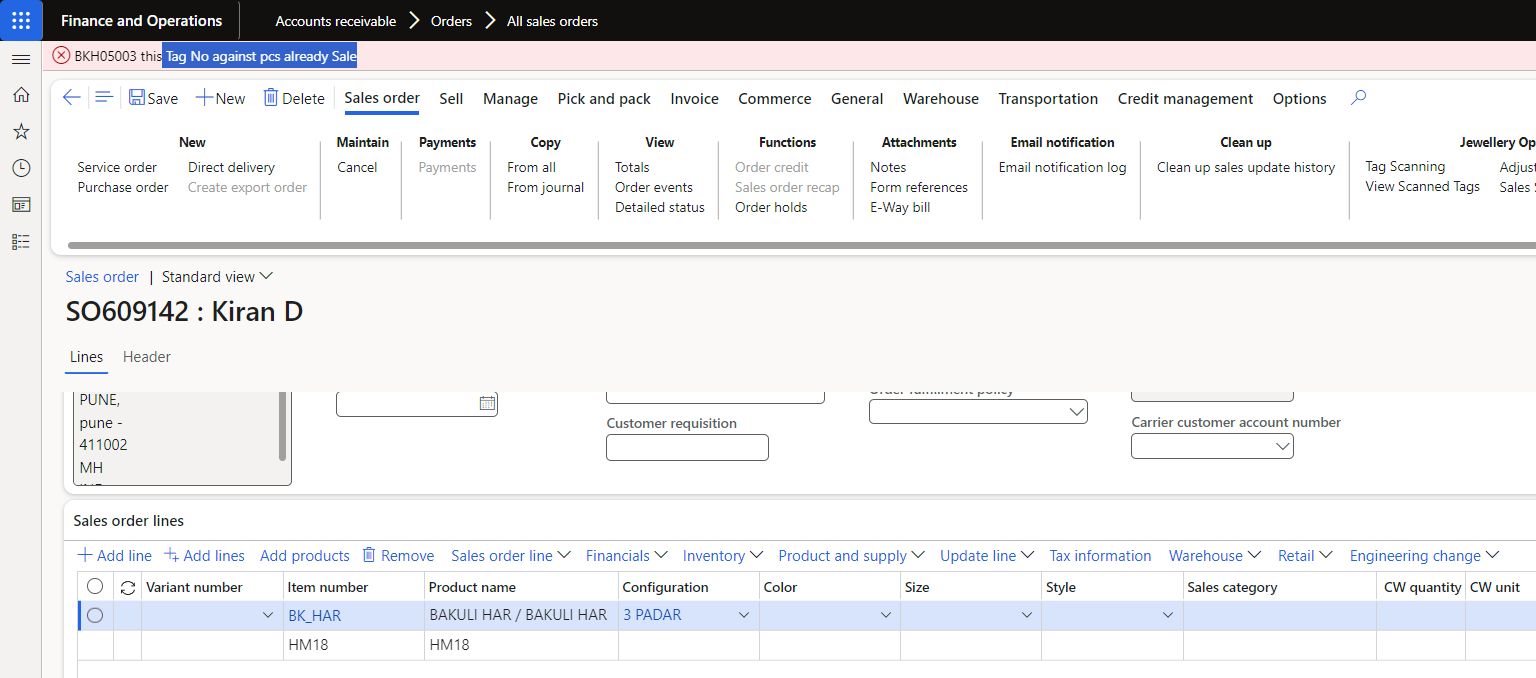 Finance and Operations
Accounts receivable
Orders
All sales orders
BKH05003 this Tag No against pcs already Sale
Save
New
Delete
Sales order
Sell
Manage
Pick and pack
Invoice
Commerce
General
Warehouse
Transportation
Credit management
Options
New
Service order
Direct delivery
Purchase order
Create export order
Maintain
Cancel
Payments
Payments
Copy
From all
From journal
View
Totals
Order events
Detailed status
Functions
Order credit
Sales order recap
Order holds
Attachments
Notes
Form references
E-Way bill
Email notification
Email notification log
Clean up
Clean up sales update history
Jewellery Op
Tag Scanning
Adjust
View Scanned Tags
Sales
Sales order | Standard view
SO609142 : Kiran D
Lines
Header
PUNE,
pune -
411002
MH
Customer requisition
Order fulfillment policy
Carrier customer account number
Sales order lines
Add line
Add lines
Add products
Remove
Sales order line
Financials
Inventory
Product and supply
Update line
Tax information
Warehouse
Retail
Engineering change
Variant number
Item number
Product name
Configuration
Color
Size
Style
Sales category
CW quantity
CW unit
BK_HAR
BAKULI HAR / BAKULI HAR
3 PADAR
HM18
HM18